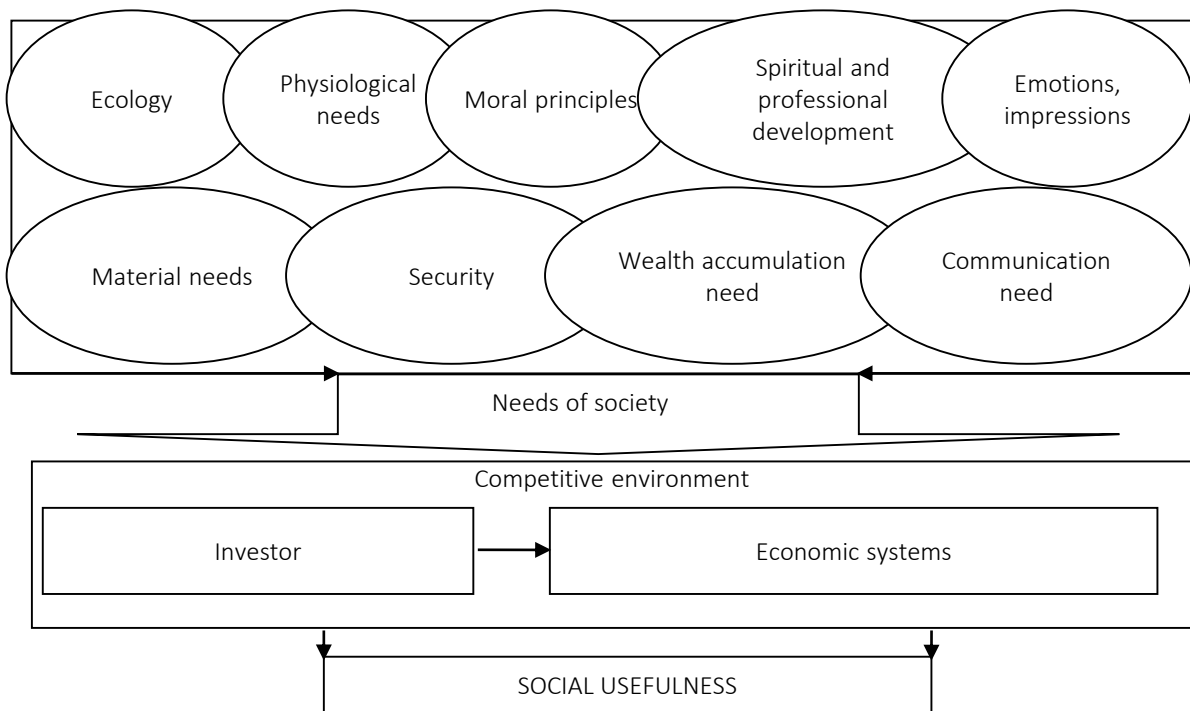 Ecology
Physiological
needs
Moral principles
Spiritual and
professional
development
Emotions,
impressions
Material needs
Security
Wealth accumulation
need
Communication
need
Needs of society
Competitive environment
Investor
Economic systems
SOCIAL USEFULNESS